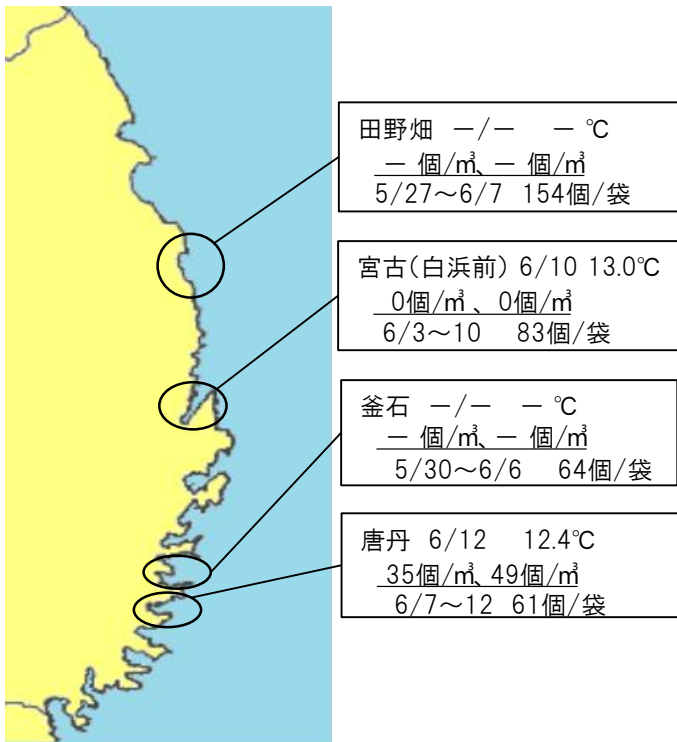 田野畑 －/－ － ℃
－ 個/㎥、－ 個/㎥
5/27～6/7 154個/袋
宮古(白浜前) 6/10 13.0℃
0個/㎥ 、0個/㎥
6/3～10 83個/袋
釜石 －/－ － ℃
－ 個/㎥、－ 個/㎥
5/30～6/6 64個/袋
唐丹 6/12 12.4℃
35個/㎥、49個/㎥
6/7～12 61個/袋